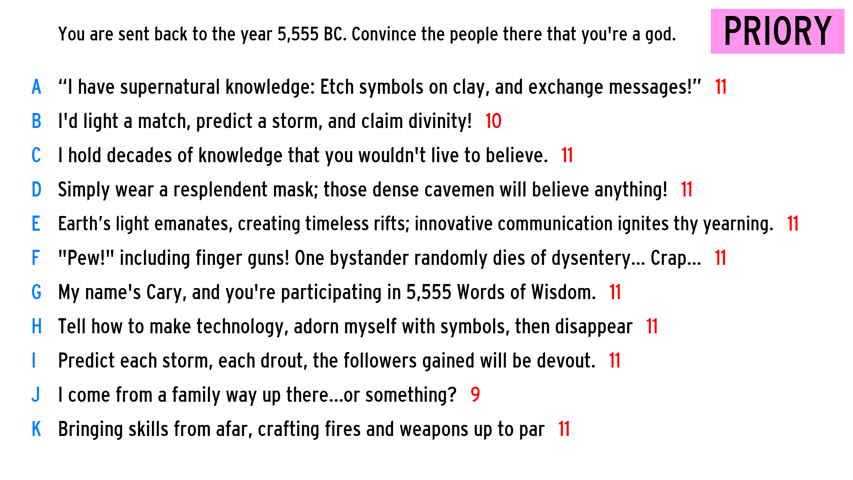 You are sent back to the year 5,555 BC. Convince the people there that you're a god.
PRIORY
A “I have supernatural knowledge: Etch symbols on clay, and exchange messages!” 11
B I'd light a match, predict a storm, and claim divinity! 10
C I hold decades of knowledge that you wouldn't live to believe. 11
D Simply wear a resplendent mask; those dense cavemen will believe anything! 11
E Earth’s light emanates, creating timeless rifts; innovative communication ignites thy yearning. 11
F "Pew!" including finger guns! One bystander randomly dies of dysentery... Crap... 11
G My name's Cary, and you're participating in 5,555 Words of Wisdom. 11
H Tell how to make technology, adorn myself with symbols, then disappear 11
I Predict each storm, each drout, the followers gained will be devout. 11
J I come from a family way up there...or something? 9
K Bringing skills from afar, crafting fires and weapons up to par 11